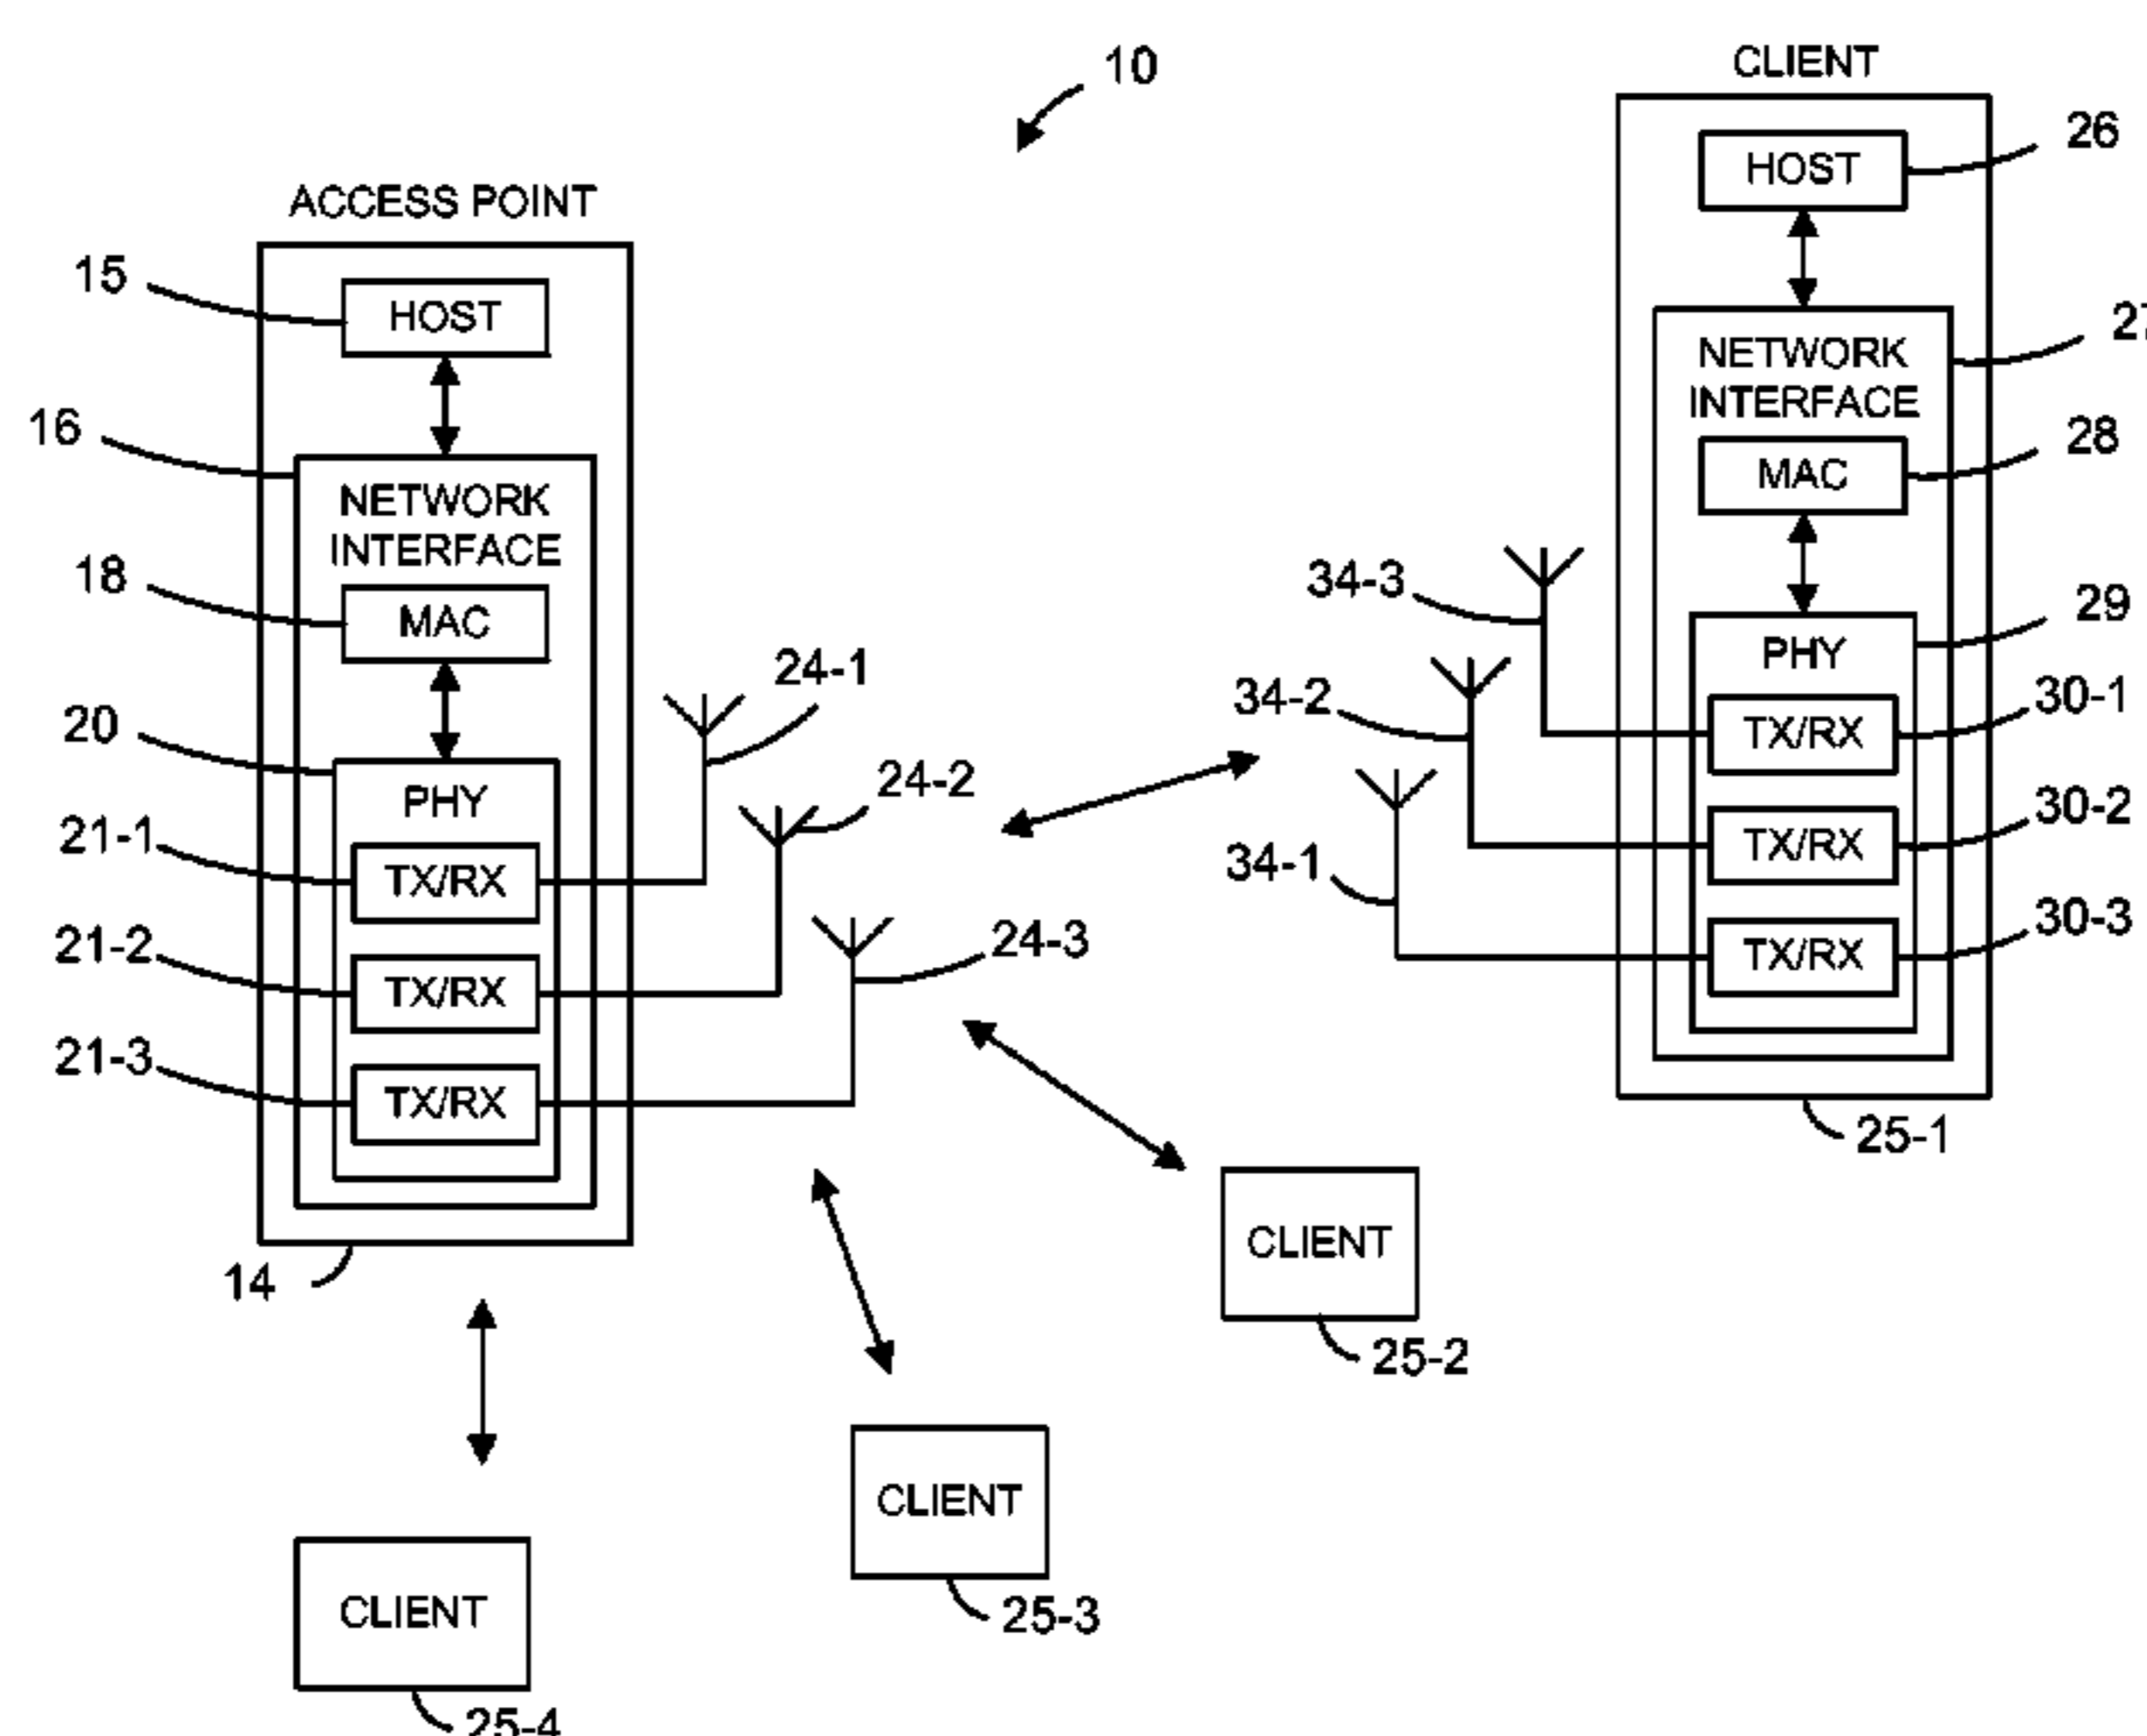 10
CLIENT
HOST
26
27
NETWORK
INTERFACE
MAC
28
PHY
29
TX/RX
30-1
TX/RX
30-2
TX/RX
30-3
34-3
34-2
34-1
25-1
ACCESS POINT
15
HOST
16
NETWORK
INTERFACE
18
MAC
20
PHY
21-1
TX/RX
21-2
TX/RX
21-3
TX/RX
24-1
24-2
24-3
14
CLIENT
25-2
CLIENT
25-3
CLIENT
25-4